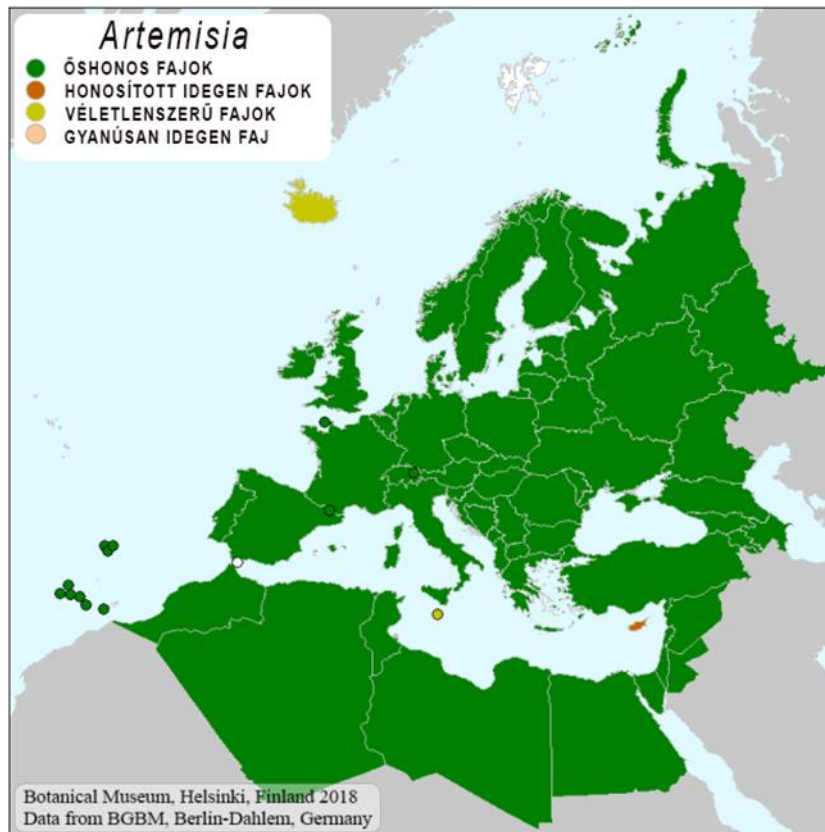 Artemisia
ŐSHONOS FAJOK
HONOSÍTOTT IDEGEN FAJOK
VÉLETLENSZERŰ FAJOK
GYANÚSAN IDEGEN FAJ
Botanical Museum, Helsinki, Finland 2018
Data from BGBM, Berlin-Dahlem, Germany